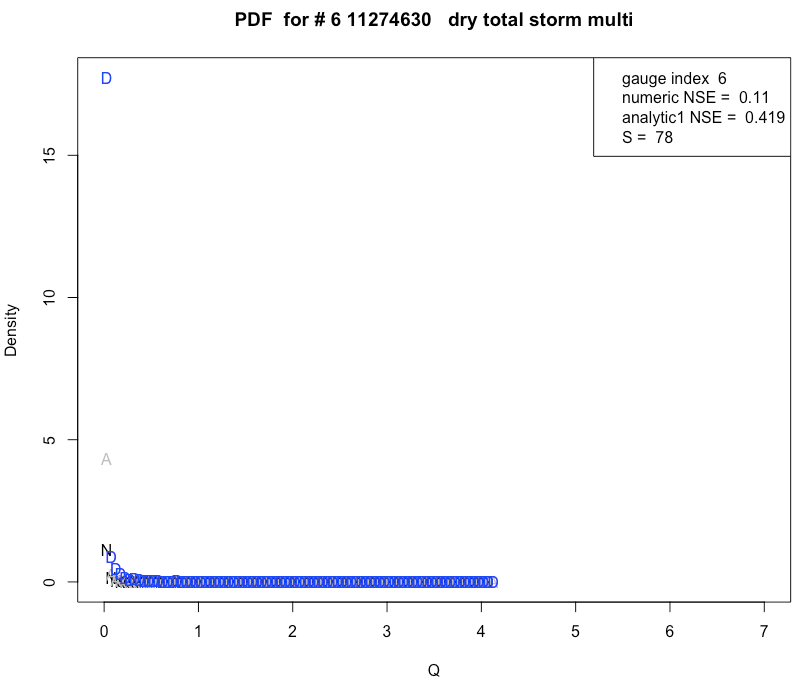 PDF for # 6 11274630 dry total storm multi
D
gauge index 6
numeric NSE = 0.11
analytic1 NSE = 0.419
S = 78
15
10
Density
5
A
N
D
0
0 1 2 3 4 5 6 7
Q